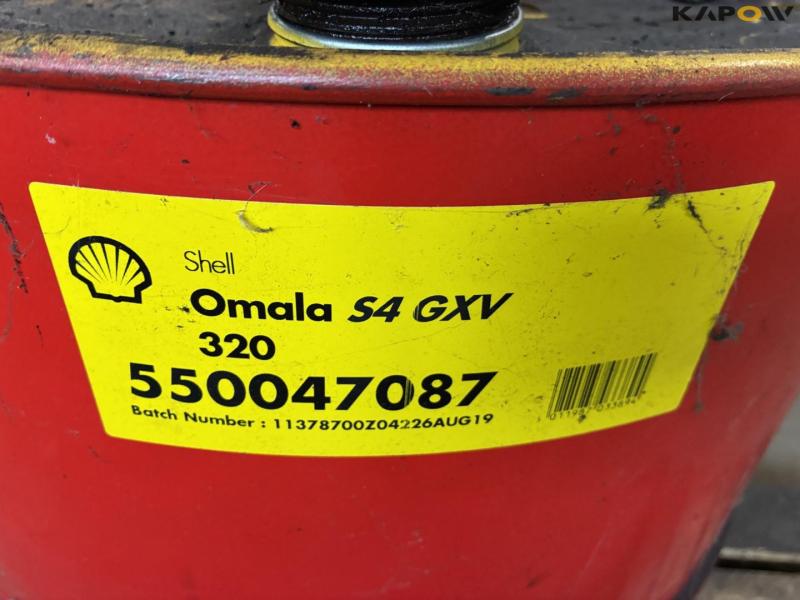 KAPOW
Shell
Omala S4 GXV
320
550047087
Batch Number : 11378700Z04226AUG19